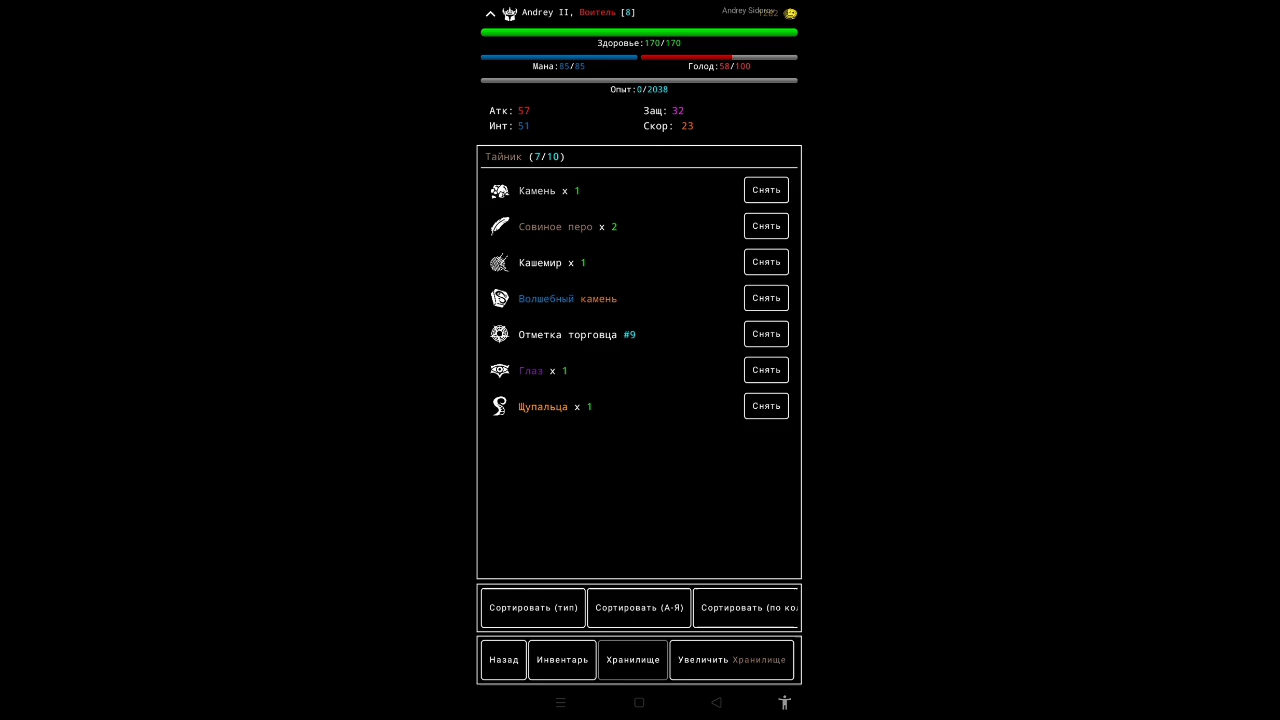 Andrey II, Воитель [8]
Andrey Sidorov
Здоровье:170/170
Мана:85/85 Голод:58/100
Опыт:0/2038
Атк: 57 Защ: 32
Инт: 51 Скор: 23
Тайник (7/10)
Камень x 1 Снять
Совиное перо x 2 Снять
Кашемир x 1 Снять
Волшебный камень Снять
Отметка торговца #9 Снять
Глаз x 1 Снять
Щупальца x 1 Снять
Сортировать (тип) Сортировать (А-Я) Сортировать (по кол
Назад Инвентарь Хранилище Увеличить Хранилище